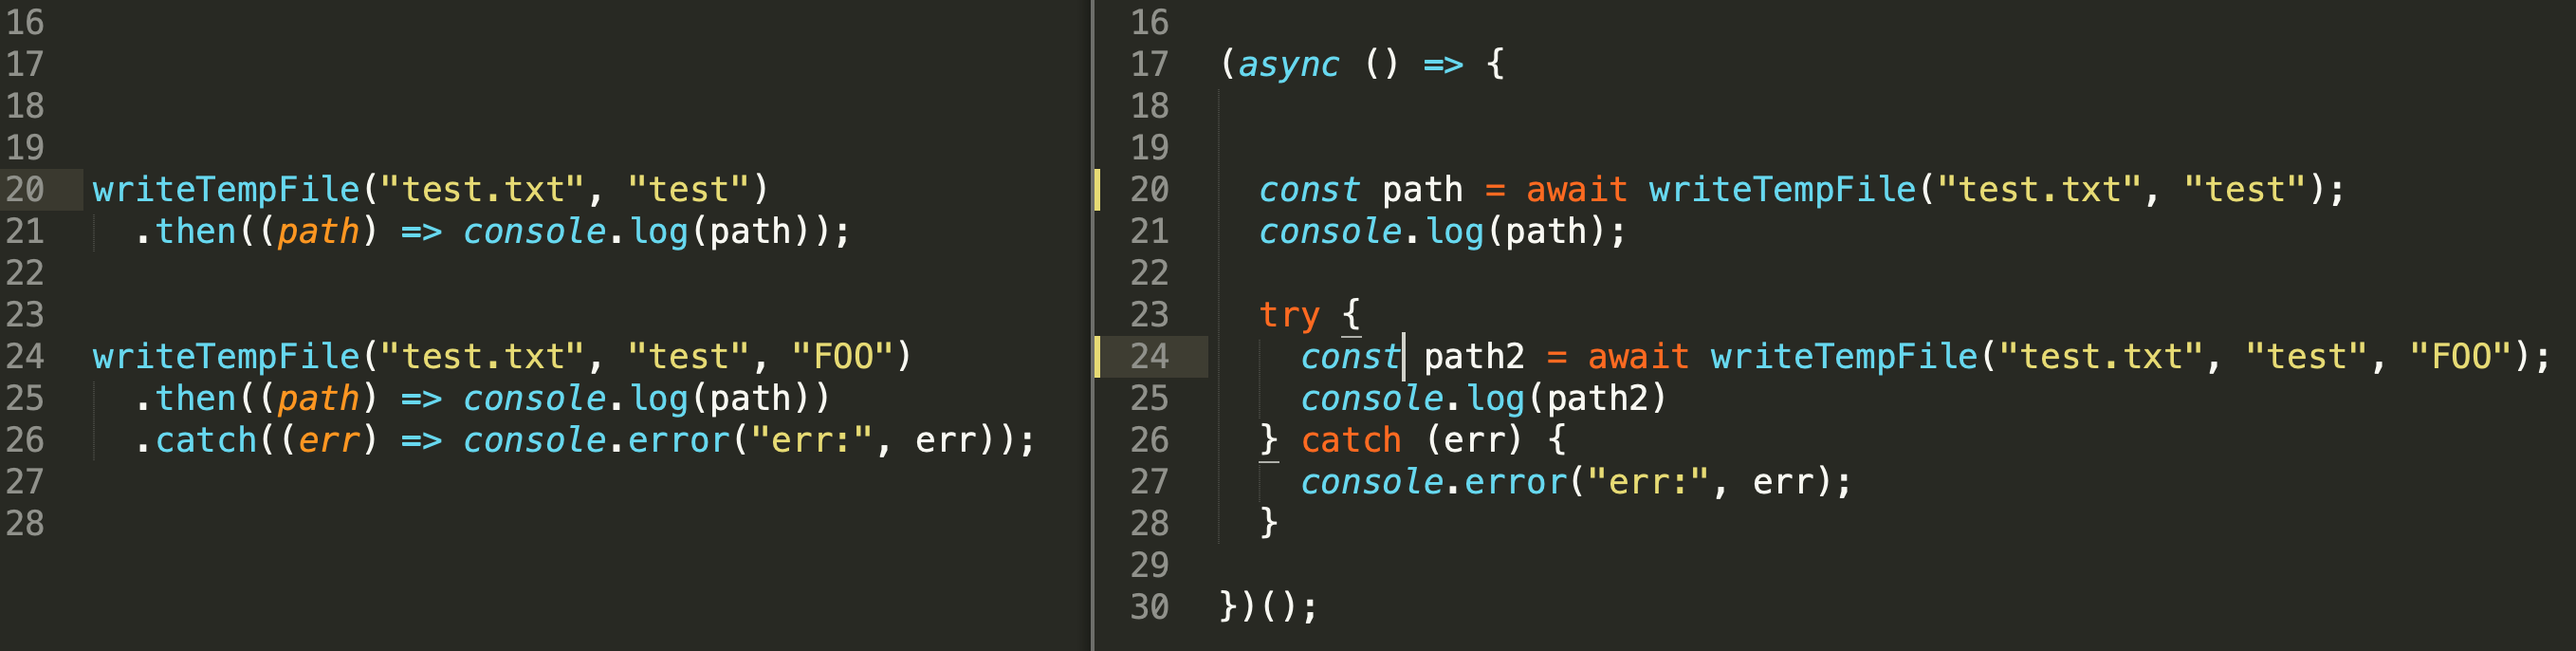 16
17
18
19
20 writeTempFile("test.txt", "test")
21 .then((path) => console.log(path));
22
23
24 writeTempFile("test.txt", "test", "FOO")
25 .then((path) => console.log(path))
26 .catch((err) => console.error("err:", err));
27
28
16
17 (async () => {
18
19
20 const path = await writeTempFile("test.txt", "test");
21 console.log(path);
22
23 try {
24 const path2 = await writeTempFile("test.txt", "test", "FOO");
25 console.log(path2)
26 } catch (err) {
27 console.error("err:", err);
28 }
29
30 })();